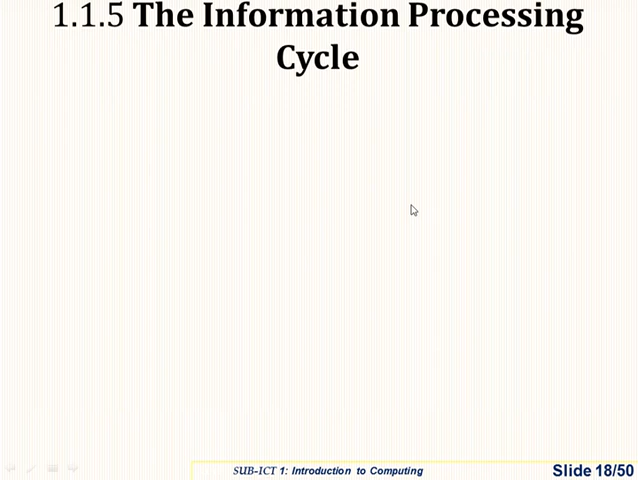 1.1.5 The Information Processing
Cycle
SUB-ICT 1: Introduction to Computing
Slide 18/50